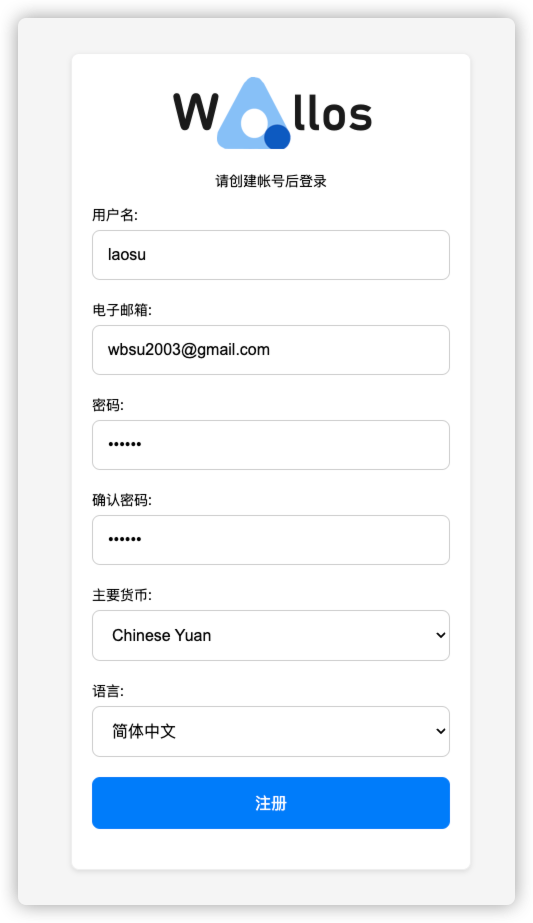 Wallos
请创建帐号后登录
用户名:
laosu
电子邮箱:
wbsu2003@gmail.com
密码:
••••••
确认密码:
••••••
主要货币:
Chinese Yuan
语言:
简体中文
注册